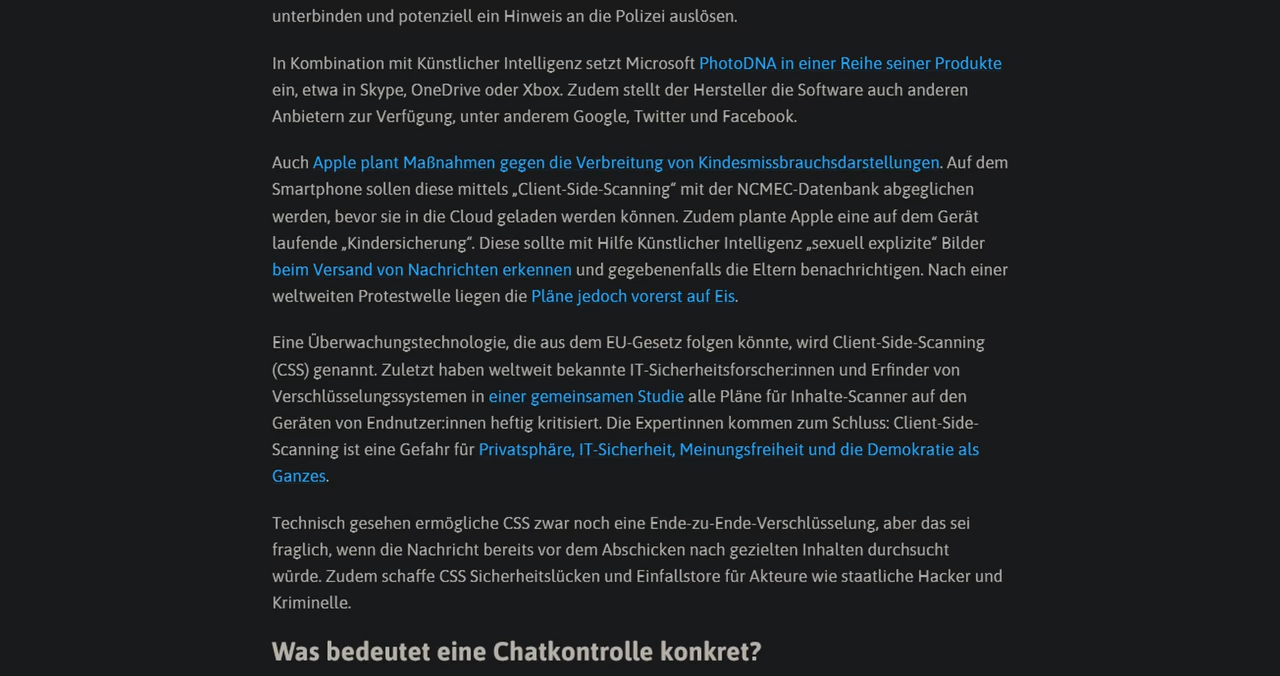 unterbinden und potenziell ein Hinweis an die Polizei auslösen.
In Kombination mit Künstlicher Intelligenz setzt Microsoft PhotoDNA in einer Reihe seiner Produkte
ein, etwa in Skype, OneDrive oder Xbox. Zudem stellt der Hersteller die Software auch anderen
Anbietern zur Verfügung, unter anderem Google, Twitter und Facebook.
Auch Apple plant Maßnahmen gegen die Verbreitung von Kindesmissbrauchsdarstellungen. Auf dem
Smartphone sollen diese mittels „Client-Side-Scanning“ mit der NCMEC-Datenbank abgeglichen
werden, bevor sie in die Cloud geladen werden können. Zudem plante Apple eine auf dem Gerät
laufende „Kindersicherung“. Diese sollte mit Hilfe Künstlicher Intelligenz „sexuell explizite“ Bilder
beim Versand von Nachrichten erkennen und gegebenenfalls die Eltern benachrichtigen. Nach einer
weltweiten Protestwelle liegen die Pläne jedoch vorerst auf Eis.
Eine Überwachungstechnologie, die aus dem EU-Gesetz folgen könnte, wird Client-Side-Scanning
(CSS) genannt. Zuletzt haben weltweit bekannte IT-Sicherheitsforscher:innen und Erfinder von
Verschlüsselungssystemen in einer gemeinsamen Studie alle Pläne für Inhalte-Scanner auf den
Geräten von Endnutzer:innen heftig kritisiert. Die Expertinnen kommen zum Schluss: Client-Side-
Scanning ist eine Gefahr für Privatsphäre, IT-Sicherheit, Meinungsfreiheit und die Demokratie als
Ganzes.
Technisch gesehen ermögliche CSS zwar noch eine Ende-zu-Ende-Verschlüsselung, aber das sei
fraglich, wenn die Nachricht bereits vor dem Abschicken nach gezielten Inhalten durchsucht
würde. Zudem schaffe CSS Sicherheitslücken und Einfallstore für Akteure wie staatliche Hacker und
Kriminelle.
Was bedeutet eine Chatkontrolle konkret?